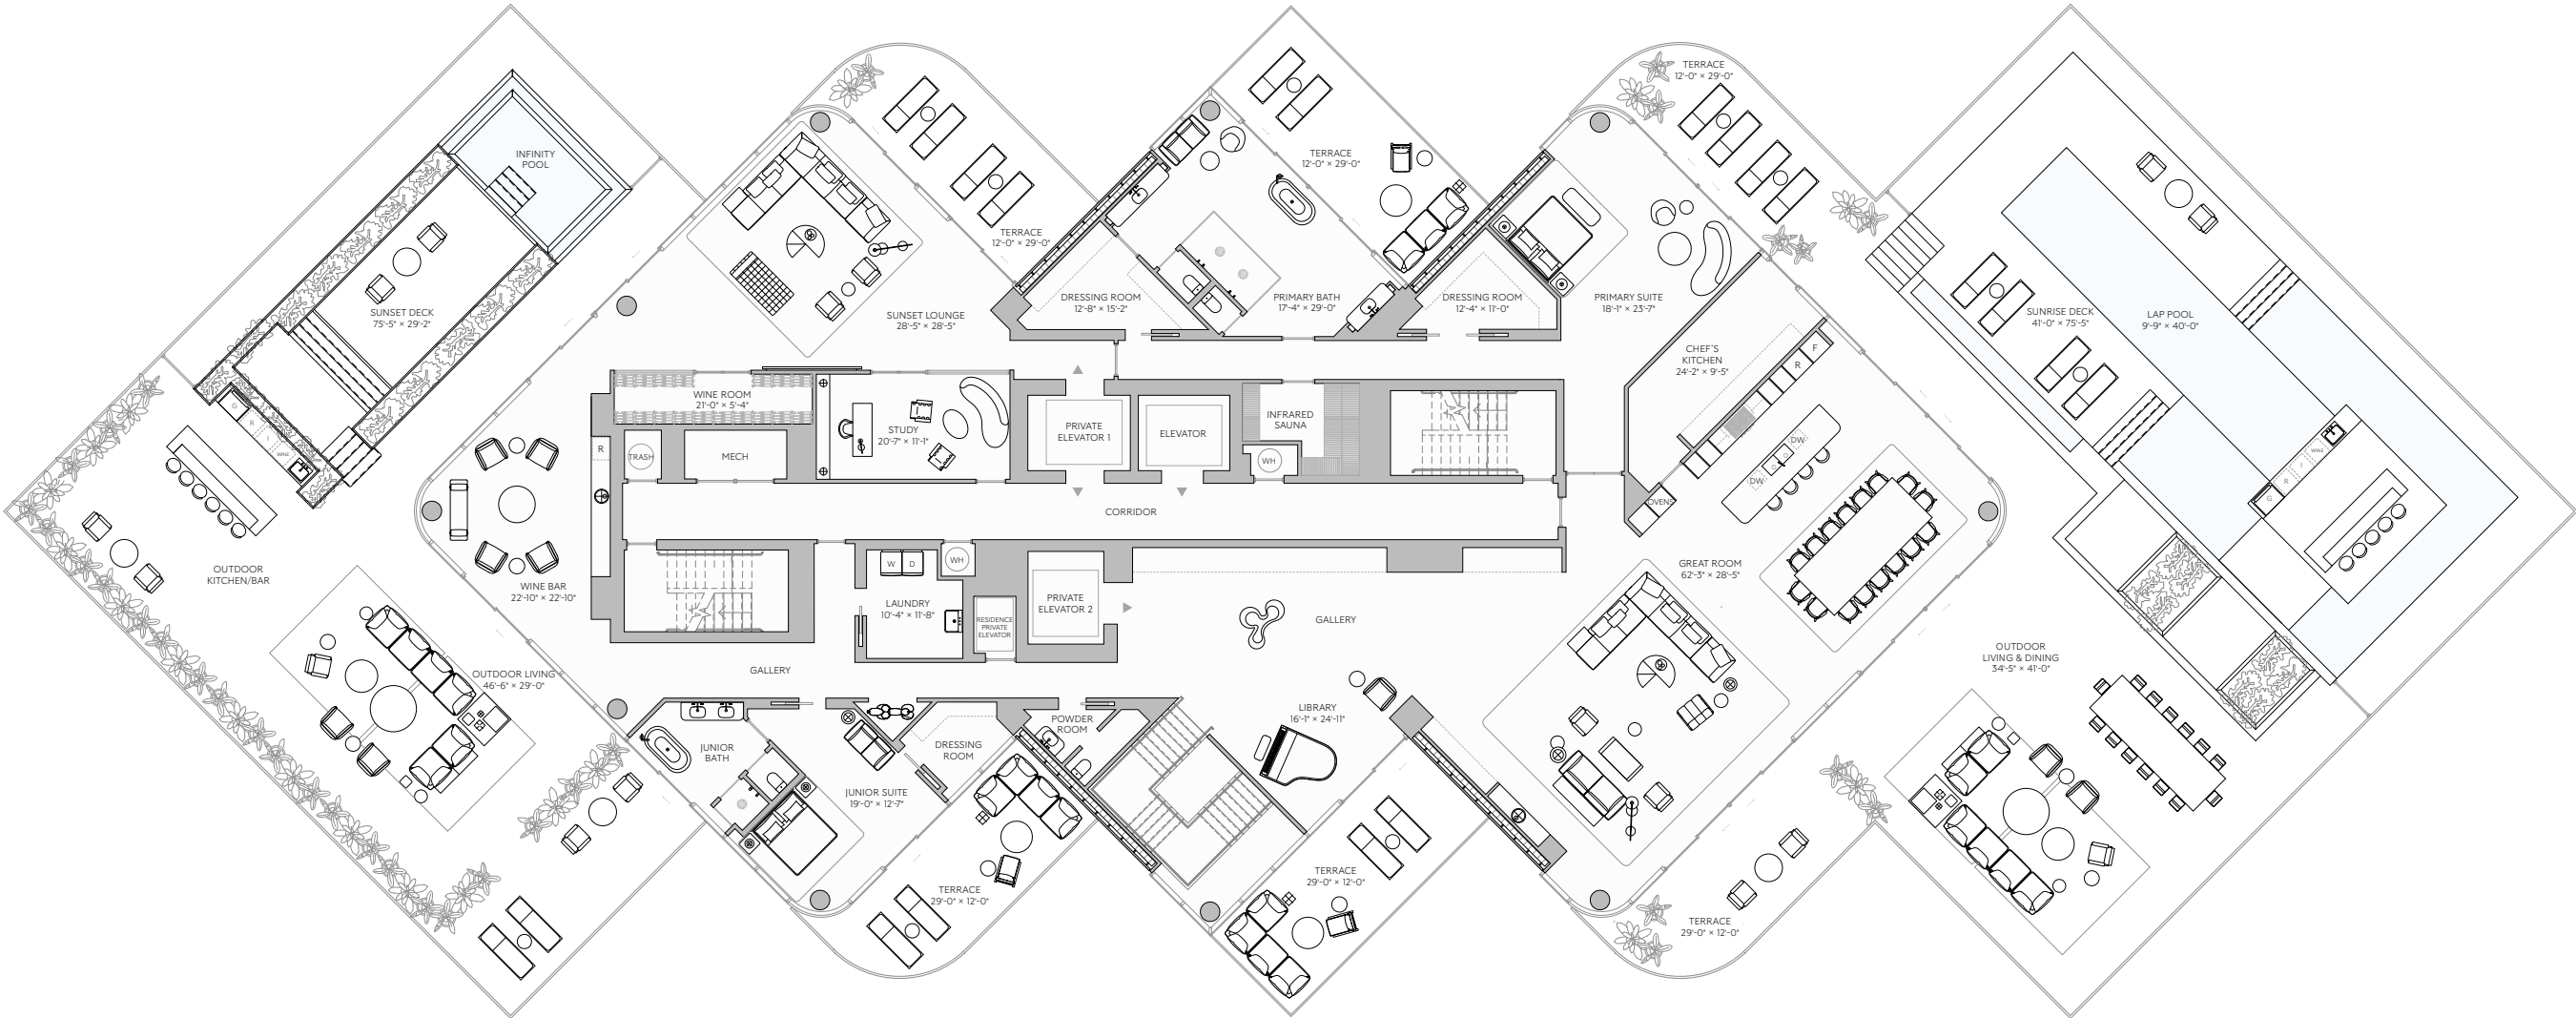 INFINITY
POOL
SUNSET DECK
75'-5" × 29'-2"
G
R
I
WINE
OUTDOOR
KITCHEN/BAR
OUTDOOR LIVING
46'-6" × 29'-0"
WINE BAR
22'-10" × 22'-10"
R
TERRACE
12'-0" × 29'-0"
SUNSET LOUNGE
28'-5" × 28'-5"
WINE ROOM
21'-0" × 5'-4"
TRASH
MECH
STUDY
20'-7" × 11'-1"
DRESSING ROOM
12'-8" × 15'-2"
PRIMARY BATH
17'-4" × 29'-0"
TERRACE
12'-0" × 29'-0"
DRESSING ROOM
12'-4" × 11'-0"
PRIMARY SUITE
18'-1" × 23'-7"
TERRACE
12'-0" × 29'-0"
PRIVATE
ELEVATOR 1
ELEVATOR
INFRARED
SAUNA
WH
CORRIDOR
CHEF'S
KITCHEN
24'-2" × 9'-5"
F
R
DW
DW
OVENS
SUNRISE DECK
41'-0" × 75'-5"
LAP POOL
9'-9" × 40'-0"
WINE
I
R
G
W
D
WH
LAUNDRY
10'-4" × 11'-8"
RESIDENCE
PRIVATE
ELEVATOR
PRIVATE
ELEVATOR 2
GALLERY
GALLERY
GREAT ROOM
62'-3" × 28'-5"
OUTDOOR
LIVING & DINING
34'-5" × 41'-0"
JUNIOR
BATH
JUNIOR SUITE
19'-0" × 12'-7"
DRESSING
ROOM
POWDER
ROOM
LIBRARY
16'-1" × 24'-11"
TERRACE
29'-0" × 12'-0"
TERRACE
29'-0" × 12'-0"
TERRACE
29'-0" × 12'-0"